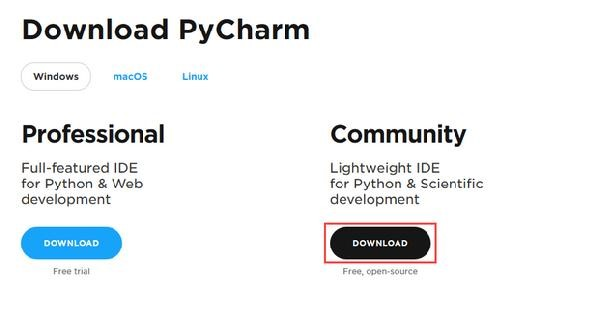 Download PyCharm
Windows macOS Linux
Professional
Full-featured IDE
for Python & Web
development
DOWNLOAD
Free trial
Community
Lightweight IDE
for Python & Scientific
development
DOWNLOAD
Free, open-source